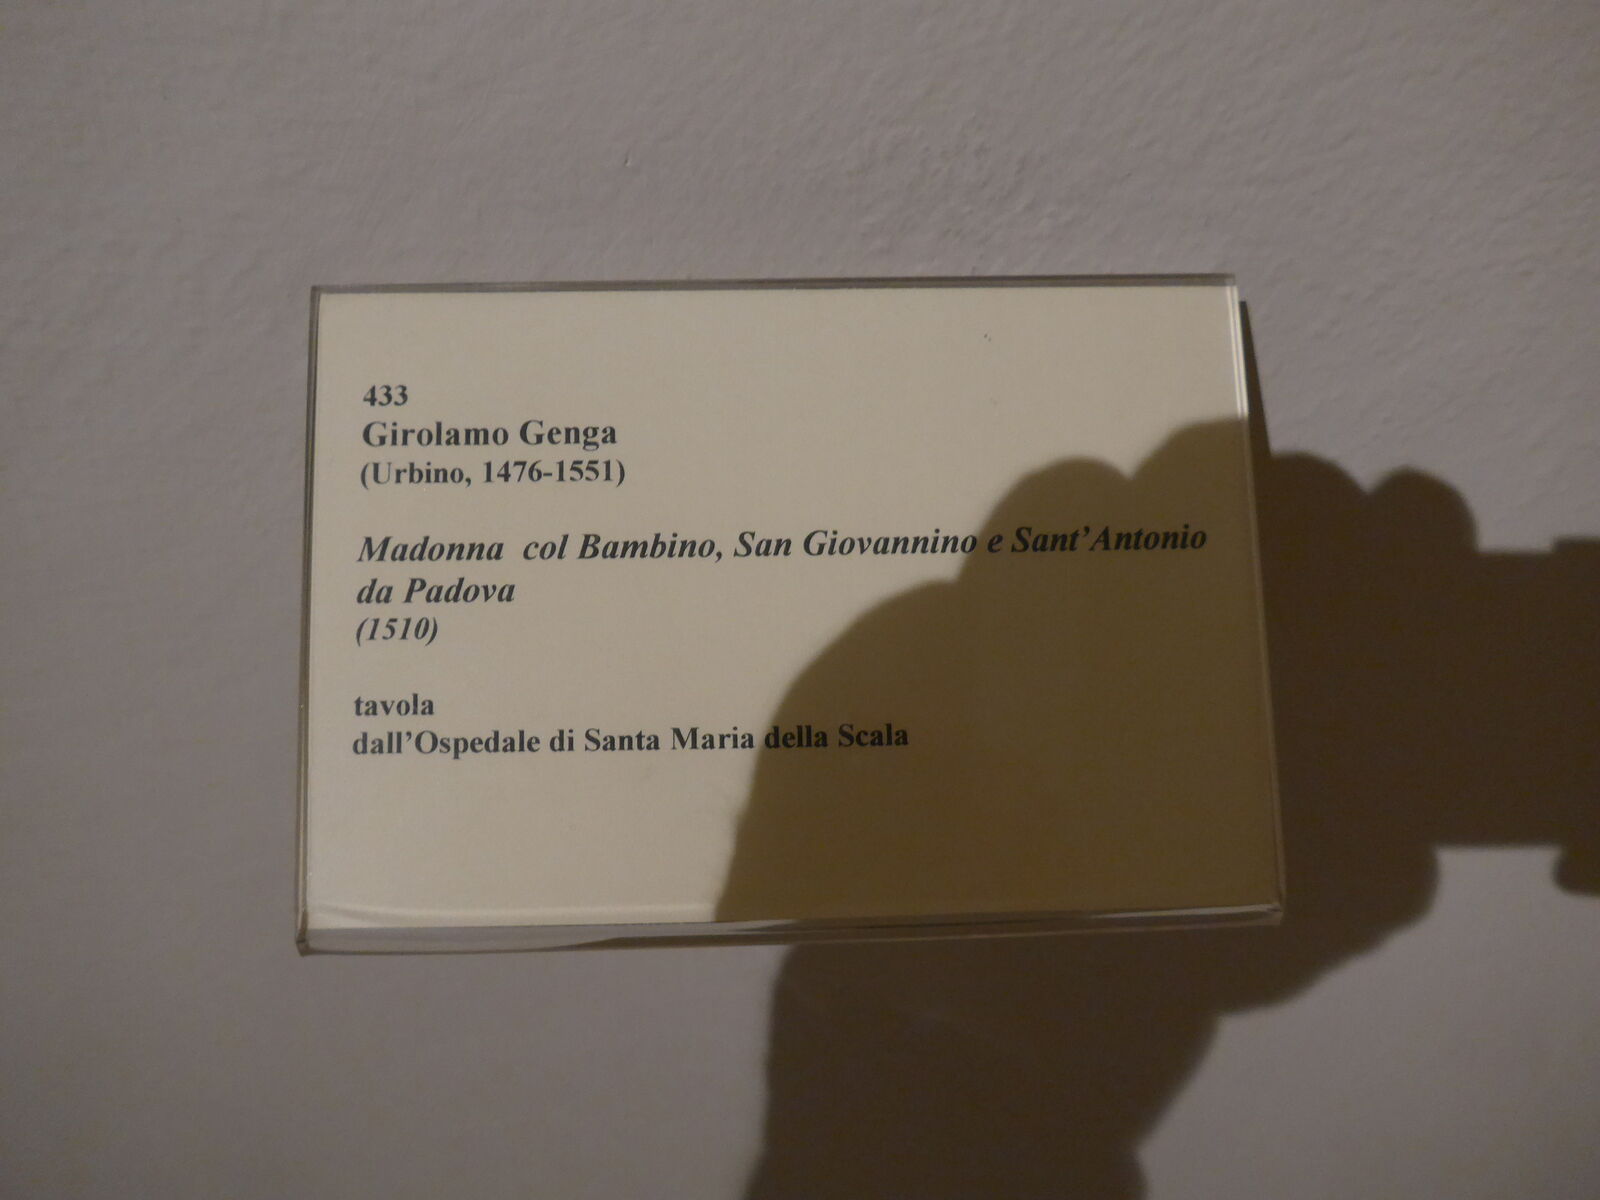 433
Girolamo Genga
(Urbino, 1476-1551)
Madonna col Bambino, San Giovannino e Sant'Antonio
da Padova
(1510)
tavola
dall'Ospedale di Santa Maria della Scala